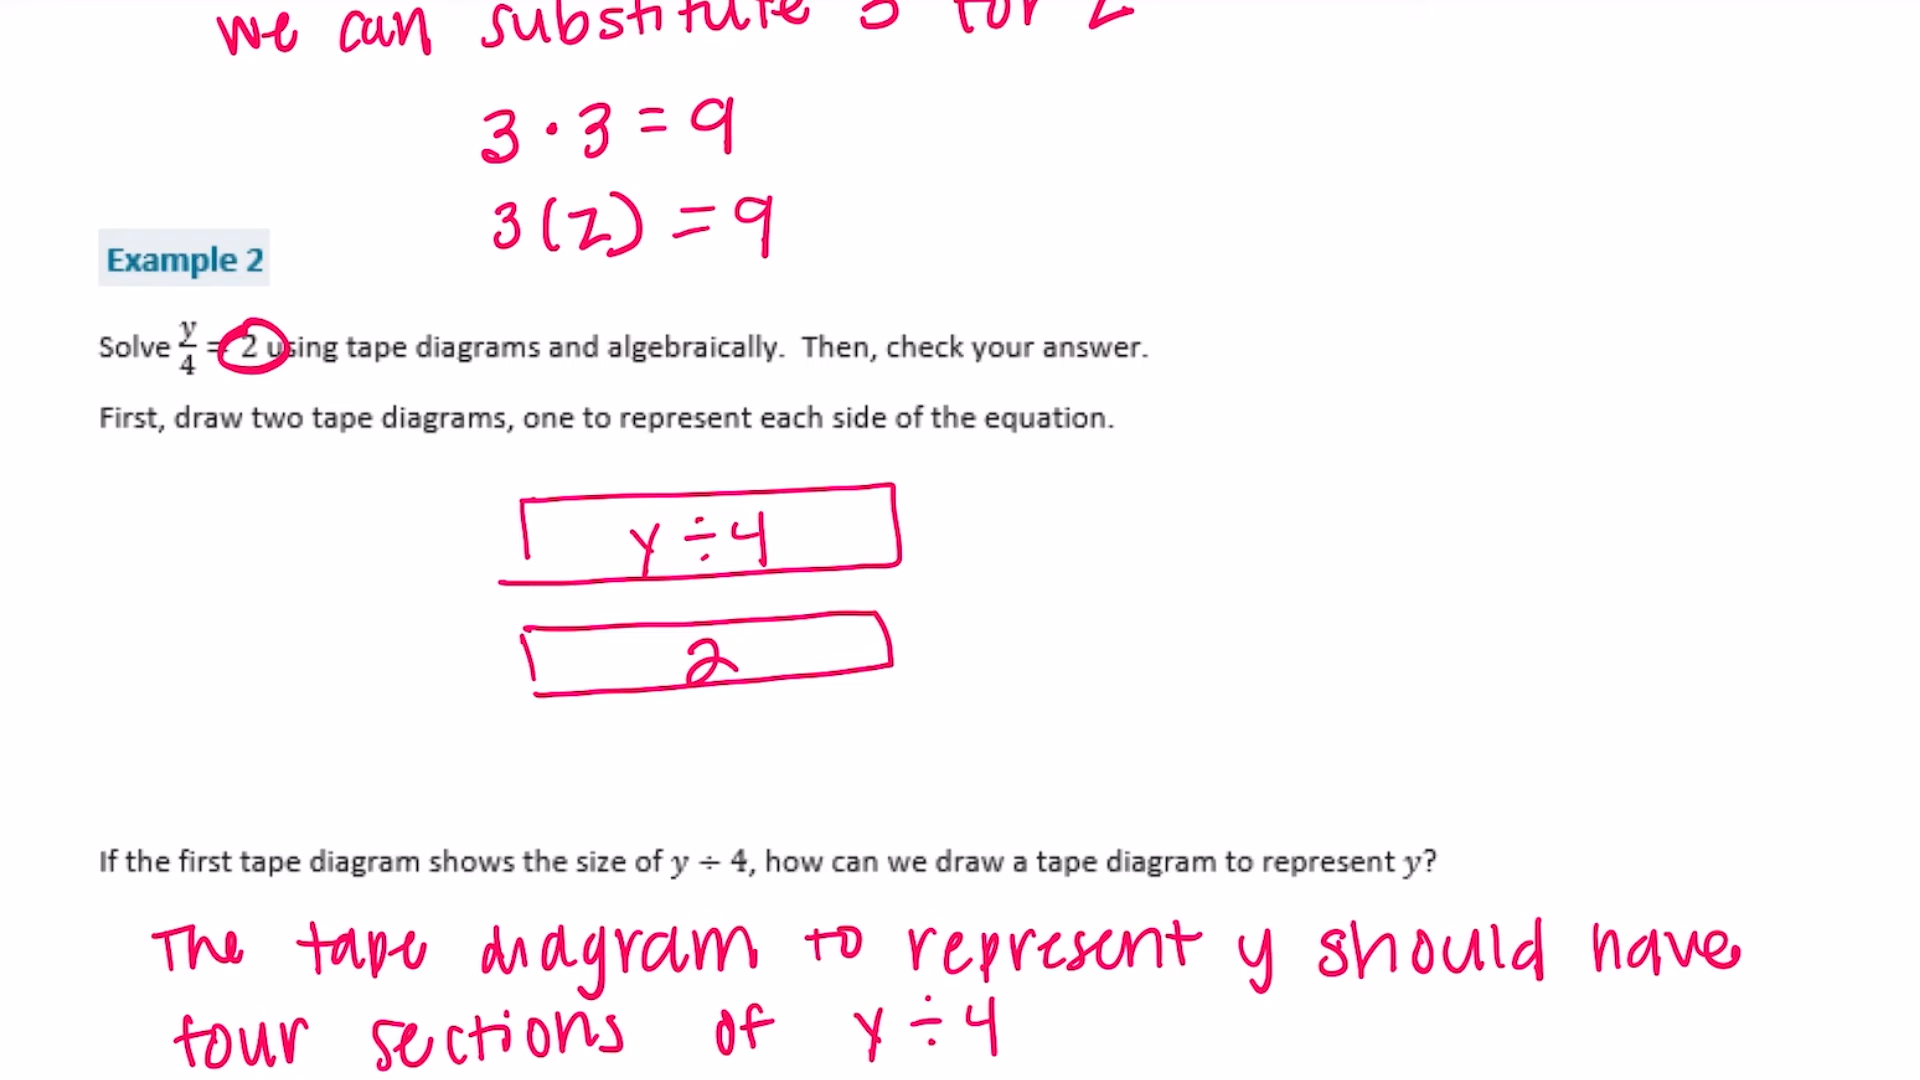 we can substitute 3 for z
3 · 3 = 9
3(z) = 9
Example 2
Solve y/4 = 2 using tape diagrams and algebraically. Then, check your answer.
First, draw two tape diagrams, one to represent each side of the equation.
y ÷ 4
2
If the first tape diagram shows the size of y ÷ 4, how can we draw a tape diagram to represent y?
The tape diagram to represent y should have
four sections of y ÷ 4